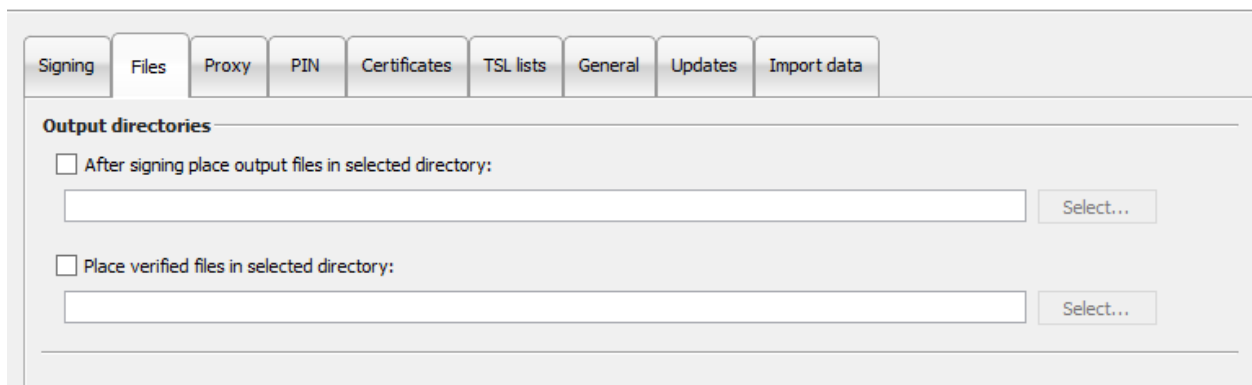 Signing Files Proxy PIN Certificates TSL lists General Updates Import data
Output directories
After signing place output files in selected directory:
Select...
Place verified files in selected directory:
Select...